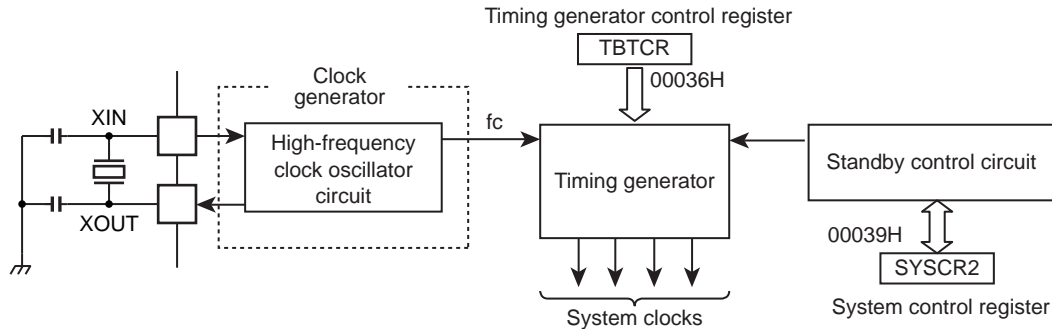 Timing generator control register
TBTCR
00036H
Clock
generator
XIN
High-frequency
clock oscillator
circuit
fc
Timing generator
Standby control circuit
XOUT
00039H
SYSCR2
System clocks
System control register